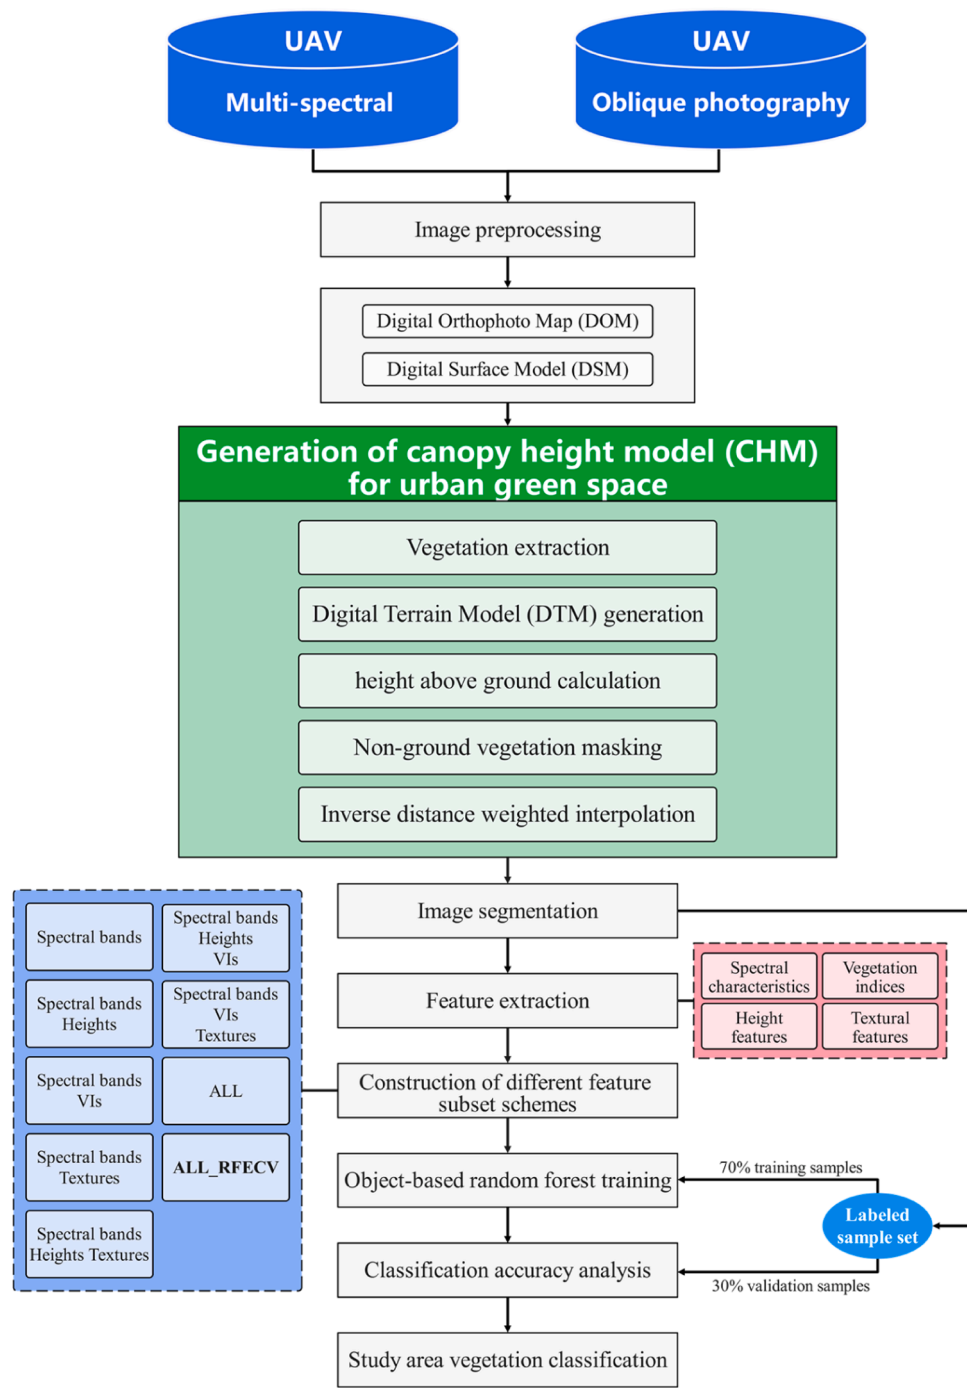 UAV
Multi-spectral
UAV
Oblique photography
Image preprocessing
Digital Orthophoto Map (DOM)
Digital Surface Model (DSM)
Generation of canopy height model (CHM)
for urban green space
Vegetation extraction
Digital Terrain Model (DTM) generation
height above ground calculation
Non-ground vegetation masking
Inverse distance weighted interpolation
Image segmentation
Feature extraction
Spectral
characteristics
Vegetation
indices
Height
features
Textural
features
Construction of different feature
subset schemes
Spectral bands
Spectral bands
Heights
VIs
Spectral bands
Heights
Spectral bands
VIs
Textures
Spectral bands
VIs
ALL
Spectral bands
Textures
ALL_RFECV
Spectral bands
Heights Textures
Object-based random forest training
70% training samples
Labeled
sample set
Classification accuracy analysis
30% validation samples
Study area vegetation classification